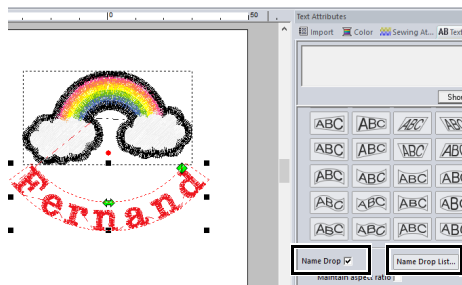 0 50
Text Attributes
Import Color Sewing At... AB Text
Fernand
ABC ABC ABC
ABC ABC ABC ABC
ABC ABC ABC ABC
ABC ABC ABC ABC
ABC ABC ABC ABC
Name Drop Name Drop List...
Maintain aspect ratio